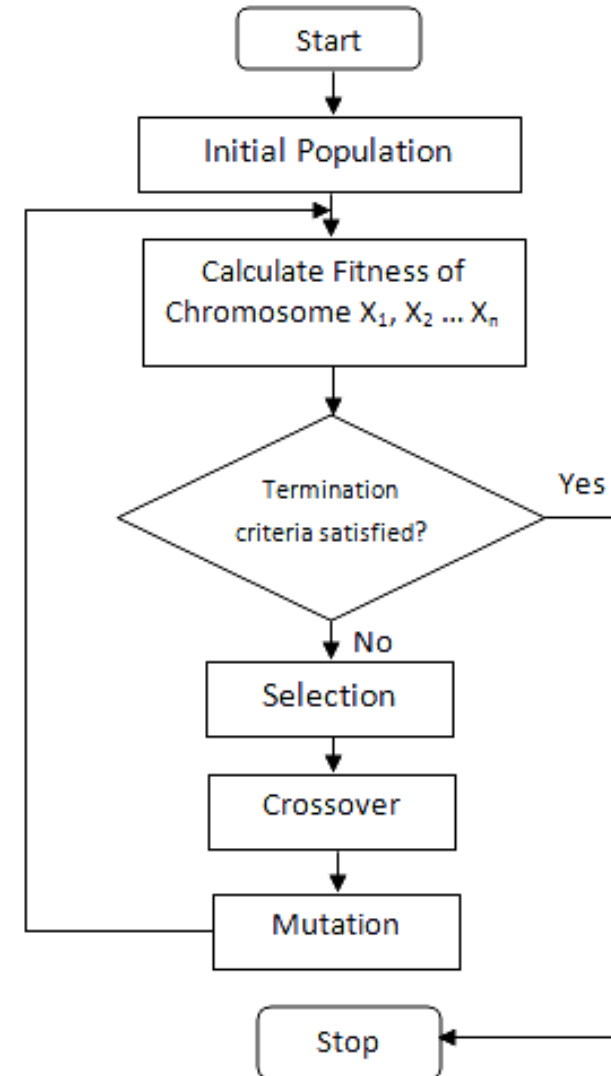 Start
Initial Population
Calculate Fitness of
Chromosome X₁, X₂ ... Xₙ
Termination
criteria satisfied?
Yes
No
Selection
Crossover
Mutation
Stop